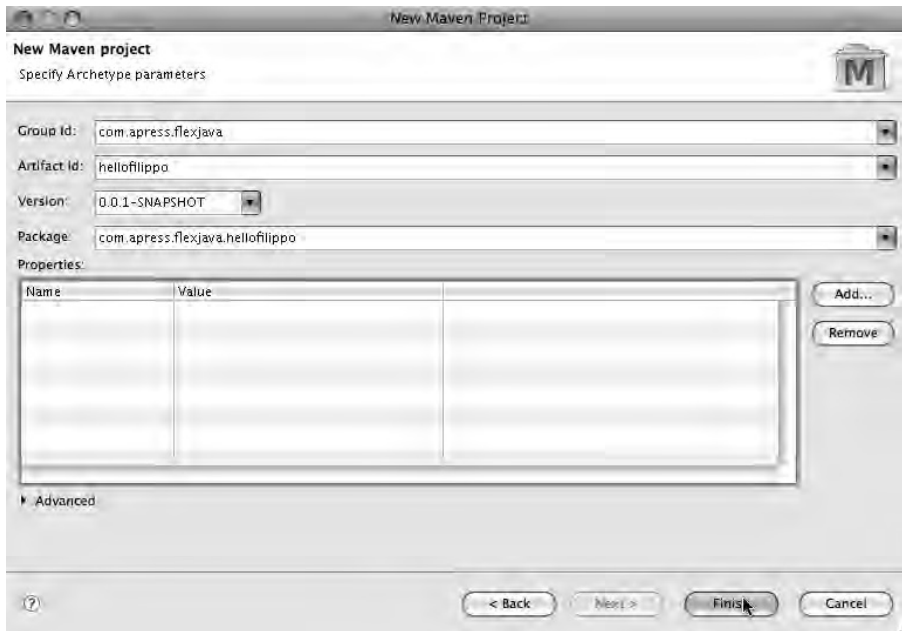 New Maven Project
New Maven project
Specify Archetype parameters
M
Group Id: com.apress.flexjava
Artifact Id: hellofilippo
Version: 0.0.1-SNAPSHOT
Package: com.apress.flexjava.hellofilippo
Properties:
Name Value
Add...
Remove
Advanced
? < Back Next > Finish Cancel